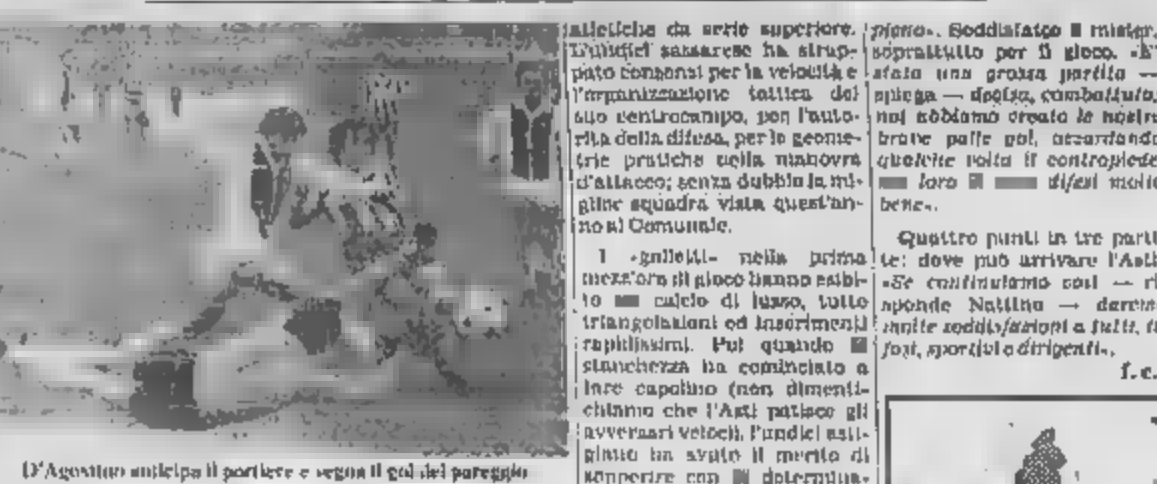 atletiche da serie superiore.
L'undici sassarese ha strap-
pato consensi per la velocità e
l'organizzazione tattica del
suo centrocampo, per l'auto-
rità della difesa, per le geome-
trie pratiche nella manovra
d'attacco; senza dubbio la mi-
gliore squadra vista quest'an-
no al Comunale.
I «galletti» nella prima
mezz'ora di gioco hanno esibi-
to calcio di lusso, tutto
triangolazioni ed inserimenti
rapidissimi. Poi quando
stanchezza ha cominciato a
fare capolino (non dimenti-
chiamo che l'Asti patisce gli
avversari veloci), l'undici asti-
giano ha avuto il merito di
sopperire con determina-
pieno». Soddisfatto mister,
soprattutto per il gioco. «E'
stata una grossa partita —
spiega — decisa, combattuta,
noi abbiamo creato le nostre
brave palle gol, azzardando
qualche volta il contropiede
loro difesi molto
bene».
Quattro punti in tre parti
te: dove può arrivare l'Asti
«Se continuiamo così — ri
sponde Nattino — daremo
molte soddisfazioni a tutti, ti
fosi, sportivi e dirigenti».
f. c.
D'Agostino anticipa il portiere e segna il gol del pareggio